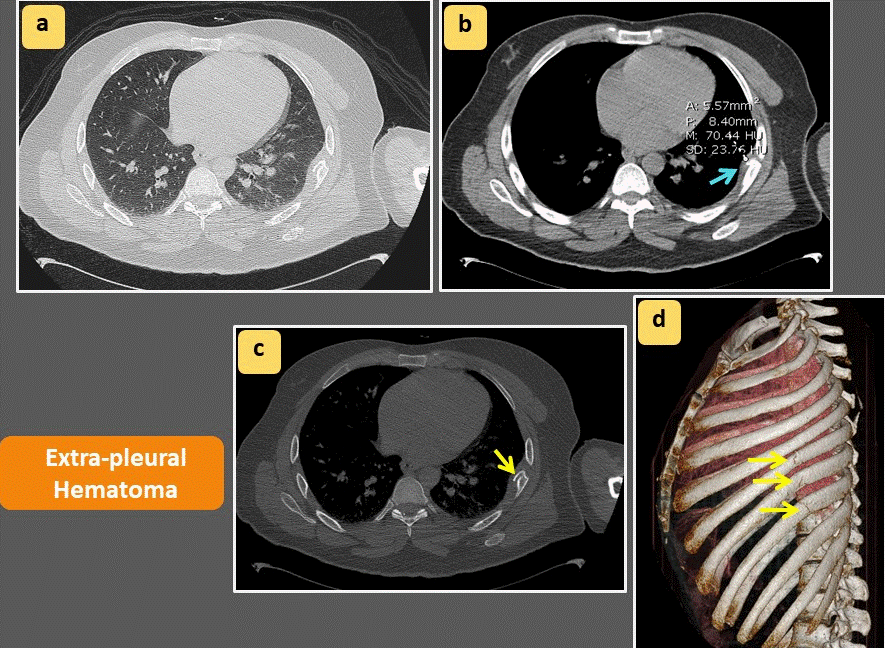 a
b
A: 5.57mm²
P: 8.40mm
M: 70.44 HU
SD: 23.76 HU
c
d
Extra-pleural
Hematoma